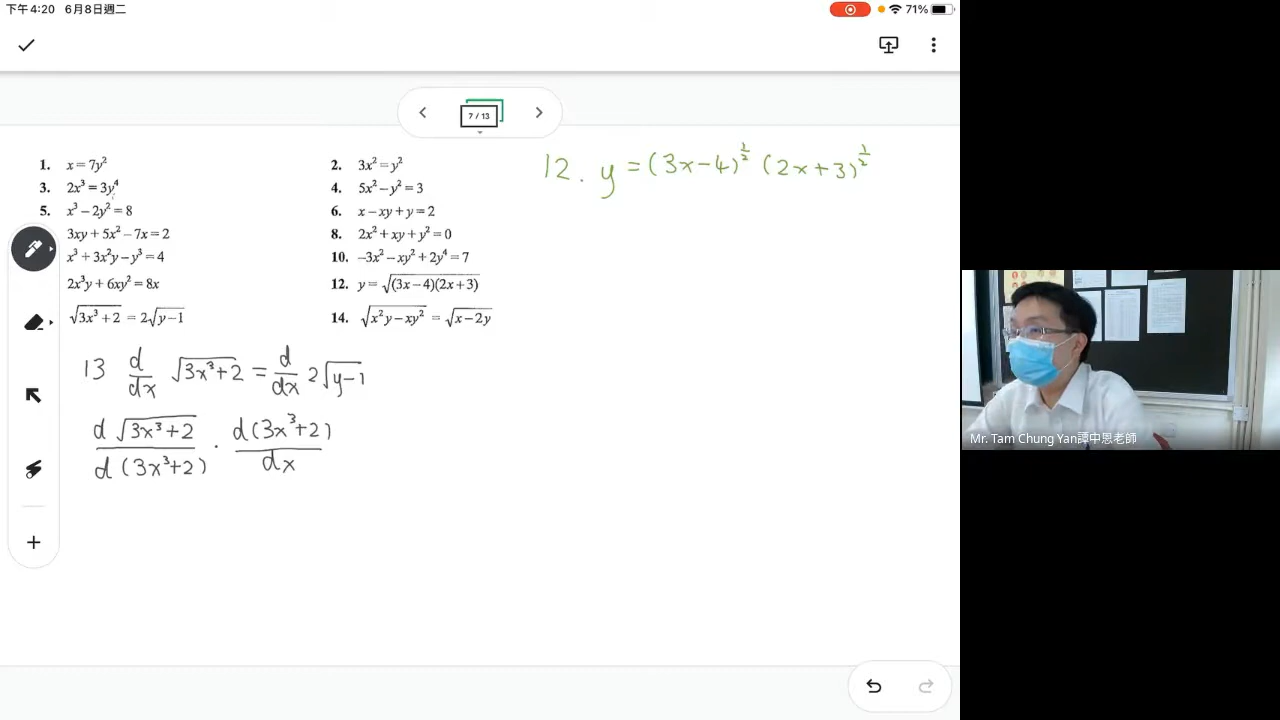 下午4:20 6月8日週二
71%
7 / 13
1. x = 7y²
2. 3x² = y²
3. 2x³ = 3y⁴
4. 5x² − y² = 3
5. x³ − 2y² = 8
6. x − xy + y = 2
3xy + 5x² − 7x = 2
8. 2x² + xy + y² = 0
x³ + 3x²y − y³ = 4
10. −3x² − xy² + 2y⁴ = 7
2x³y + 6xy² = 8x
12. y = √((3x − 4)(2x + 3))
√(3x³ + 2) = 2√(y − 1)
14. √(x²y − xy²) = √(x − 2y)
12. y = (3x−4)^½ (2x+3)^½
13 d/dx √(3x³+2) = d/dx 2√(y−1)
d √(3x³+2) / d (3x³+2) · d (3x³+2) / dx
Mr. Tam Chung Yan譚中恩老師